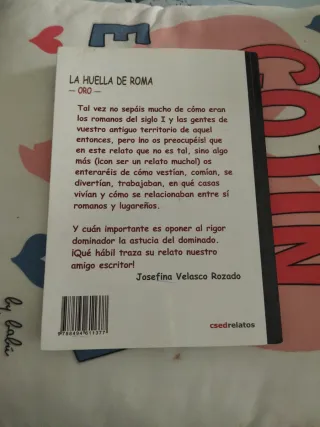 LA HUELLA DE ROMA
— ORO —
Tal vez no sepáis mucho de cómo eran
los romanos del siglo I y las gentes de
vuestro antiguo territorio de aquel
entonces, pero ¡no os preocupéis! que
en este relato que no es tal, sino algo
más (¡con ser un relato mucho!) os
enteraréis de cómo vestían, comían, se
divertían, trabajaban, en qué casas
vivían y cómo se relacionaban entre sí
romanos y lugareños.
Y cuán importante es oponer al rigor
dominador la astucia del dominado.
¡Qué hábil traza su relato nuestro
amigo escritor!
Josefina Velasco Rozado
csedrelatos
by babú